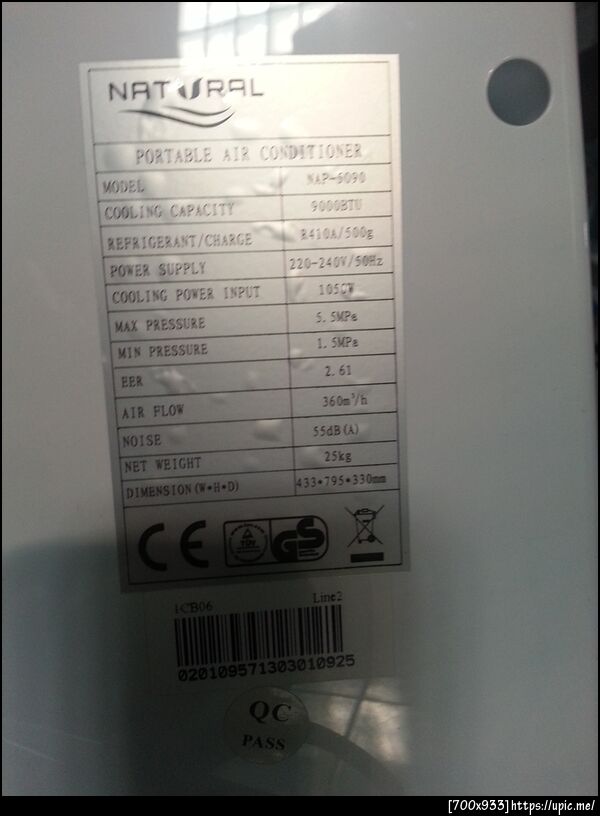 NATURAL
PORTABLE AIR CONDITIONER
MODEL NAP-5090
COOLING CAPACITY 9000BTU
REFRIGERANT/CHARGE R410A/500g
POWER SUPPLY 220-240V/50Hz
COOLING POWER INPUT 1050W
MAX PRESSURE 5.5MPa
MIN PRESSURE 1.5MPa
EER 2.61
AIR FLOW 360m³/h
NOISE 55dB(A)
NET WEIGHT 25kg
DIMENSION(W*H*D) 433*795*330mm
CE TÜV GS
1CB06 Line2
020109571303010925
QC
PASS
[700x933]https://upic.me/